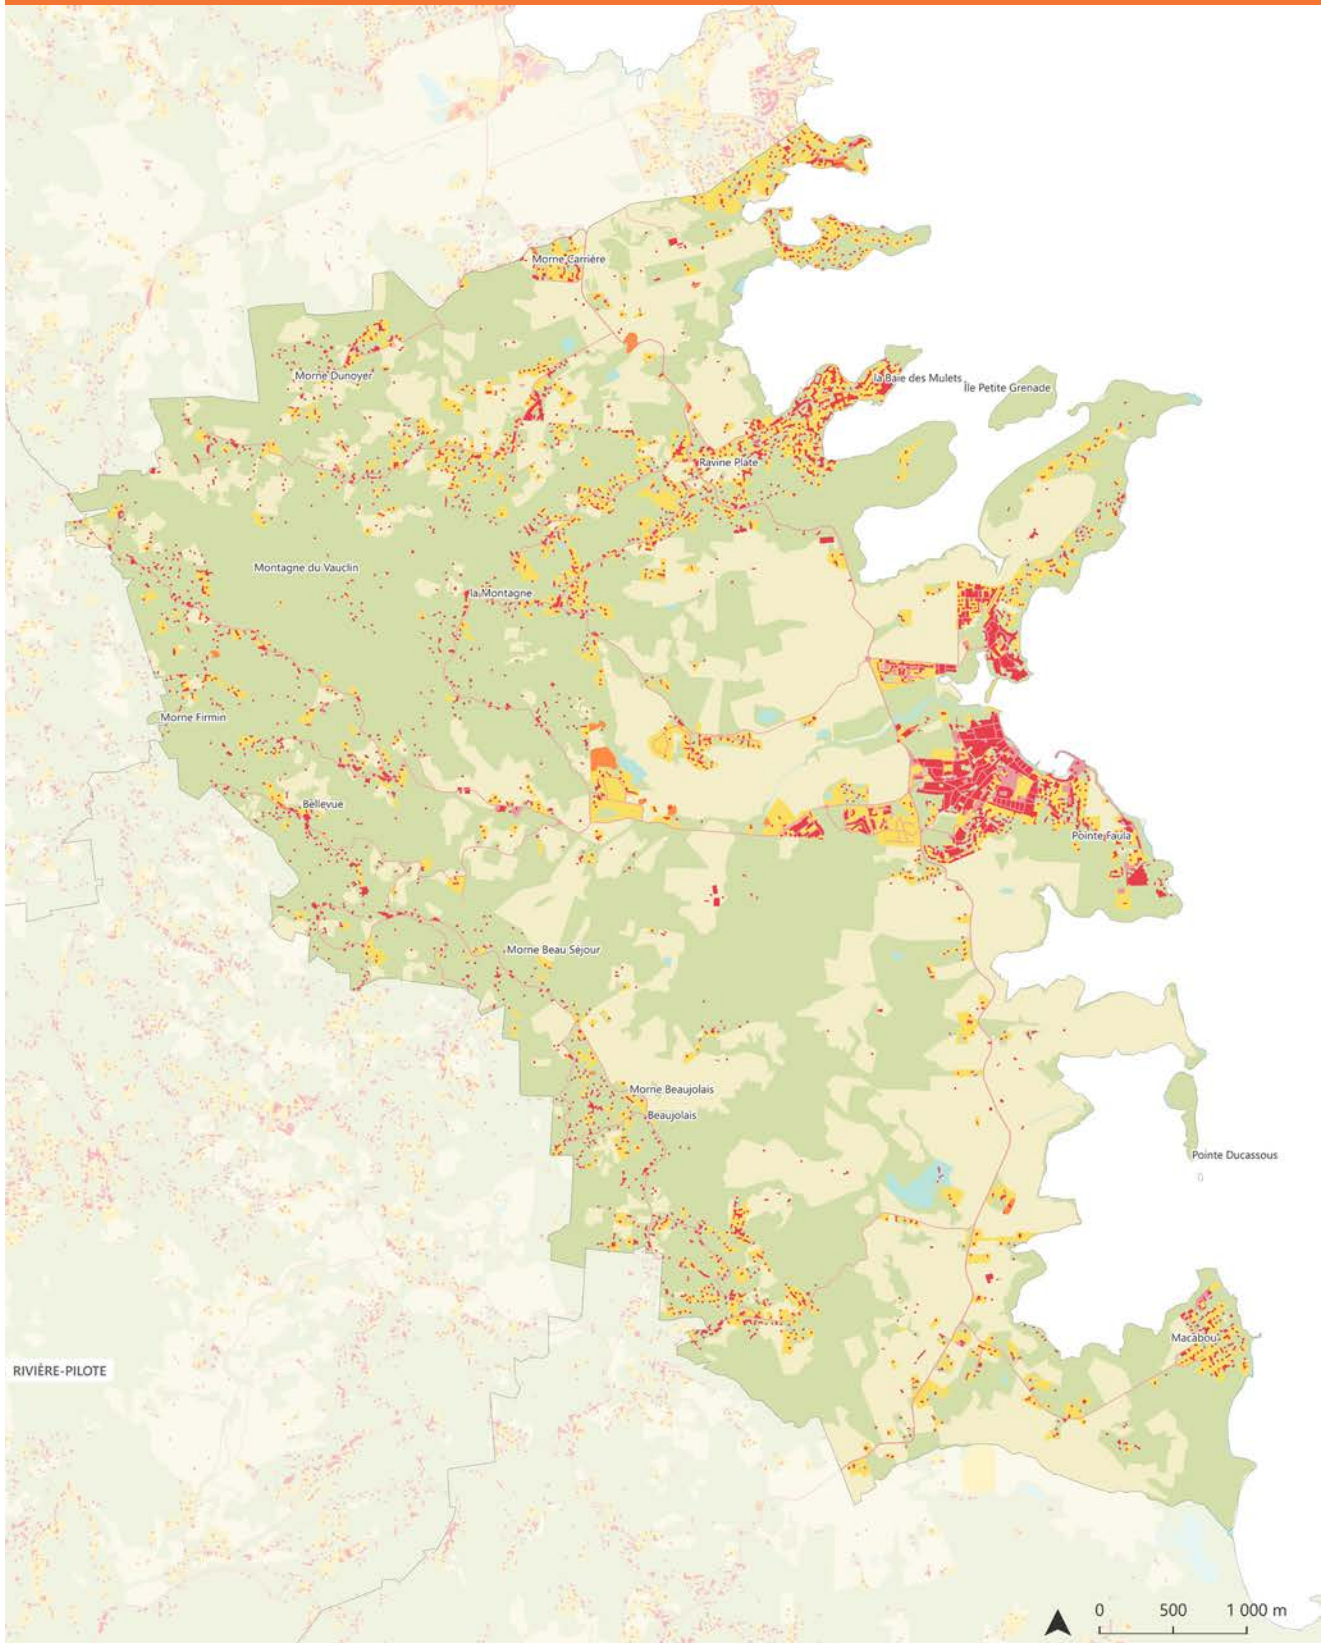 Morne Carrière
Morne Dunoyer
la Baie des Mulets
Île Petite Grenade
Ravine Plate
Montagne du Vauclin
la Montagne
Morne Firmin
Bellevue
Pointe Faula
Morne Beau Séjour
Morne Beaujolais
Beaujolais
Pointe Ducassous
Macabou
RIVIÈRE-PILOTE
0 500 1 000 m